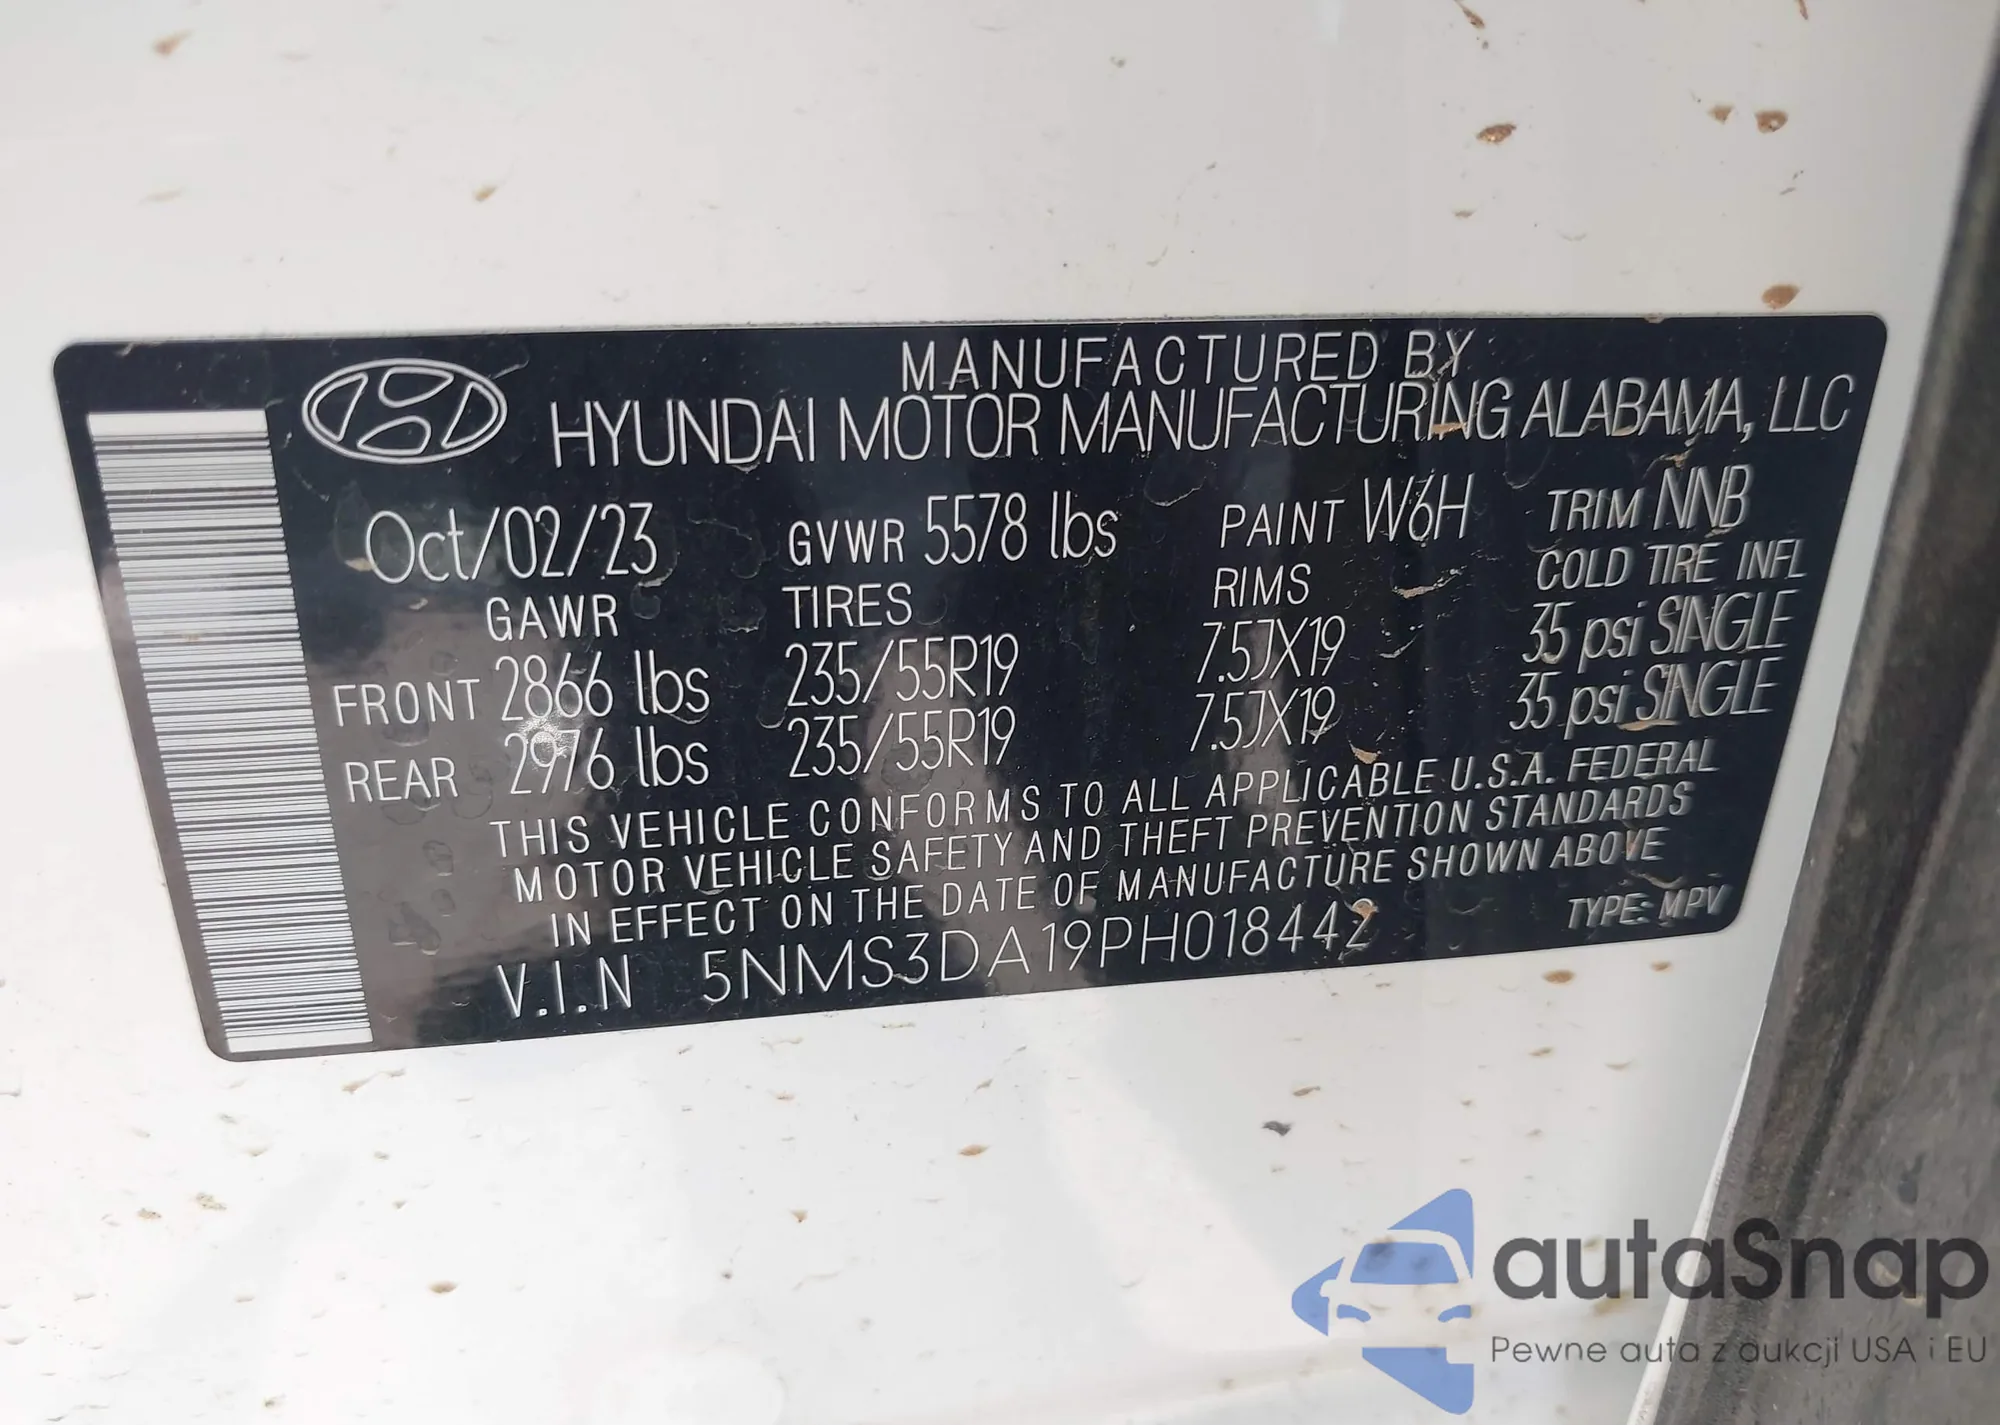 MANUFACTURED BY
HYUNDAI MOTOR MANUFACTURING ALABAMA, LLC
Oct/02/23 GVWR 5578 lbs PAINT W6H TRIM NNB
GAWR TIRES RIMS COLD TIRE INFL
FRONT 2866 lbs 235/55R19 7.5JX19 35 psi SINGLE
REAR 2976 lbs 235/55R19 7.5JX19 35 psi SINGLE
THIS VEHICLE CONFORMS TO ALL APPLICABLE U.S.A. FEDERAL
MOTOR VEHICLE SAFETY AND THEFT PREVENTION STANDARDS
IN EFFECT ON THE DATE OF MANUFACTURE SHOWN ABOVE
V.I.N 5NMS3DA19PH018442 TYPE: MPV
autaSnap
Pewne auta z aukcji USA i EU